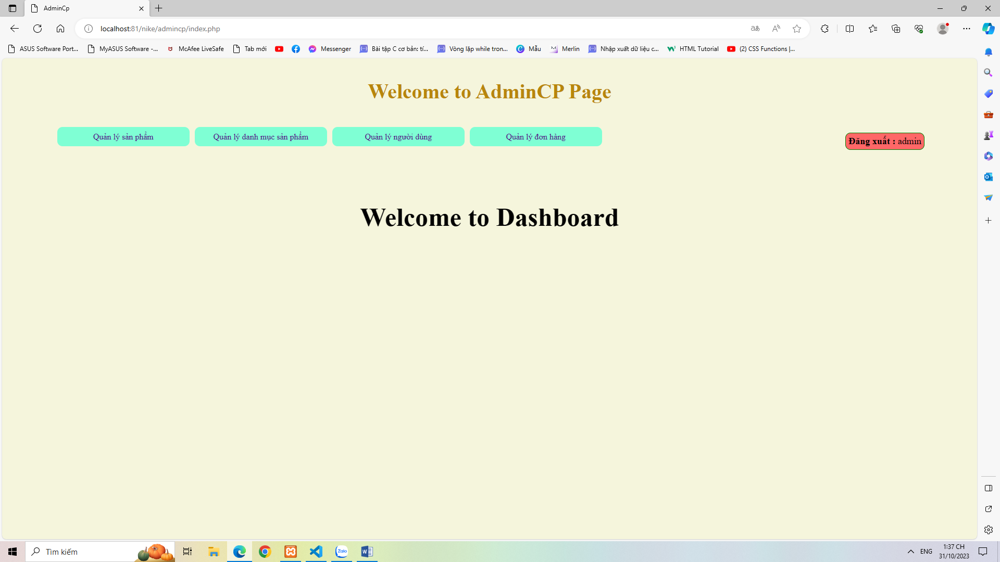 AdminCp
localhost:81/nike/admincp/index.php
ASUS Software Port...
MyASUS Software -...
McAfee LiveSafe
Tab mới
Messenger
Bài tập C cơ bản: tí...
Vòng lặp while tron...
Mẫu
Merlin
Nhập xuất dữ liệu c...
HTML Tutorial
(2) CSS Functions |...
Welcome to AdminCP Page
Quản lý sản phẩm
Quản lý danh mục sản phẩm
Quản lý người dùng
Quản lý đơn hàng
Đăng xuất : admin
Welcome to Dashboard
Tìm kiếm
Zalo
ENG
1:37 CH
31/10/2023